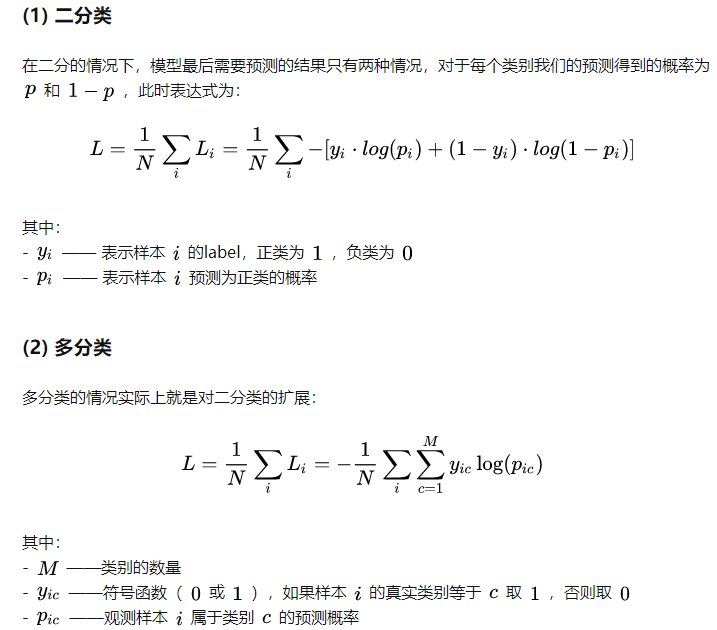 (1) 二分类
在二分的情况下，模型最后需要预测的结果只有两种情况，对于每个类别我们的预测得到的概率为
p 和 1 − p ，此时表达式为：
L = \frac{1}{N} \sum_{i} L_i = \frac{1}{N} \sum_{i} −[y_i · log(p_i) + (1 − y_i) · log(1 − p_i)]
其中：
- y_i —— 表示样本 i 的label，正类为 1 ，负类为 0
- p_i —— 表示样本 i 预测为正类的概率
(2) 多分类
多分类的情况实际上就是对二分类的扩展：
L = \frac{1}{N} \sum_{i} L_i = − \frac{1}{N} \sum_{i} \sum_{c=1}^{M} y_{ic} log(p_{ic})
其中：
- M ——类别的数量
- y_{ic} ——符号函数（ 0 或 1 ），如果样本 i 的真实类别等于 c 取 1 ，否则取 0
- p_{ic} ——观测样本 i 属于类别 c 的预测概率